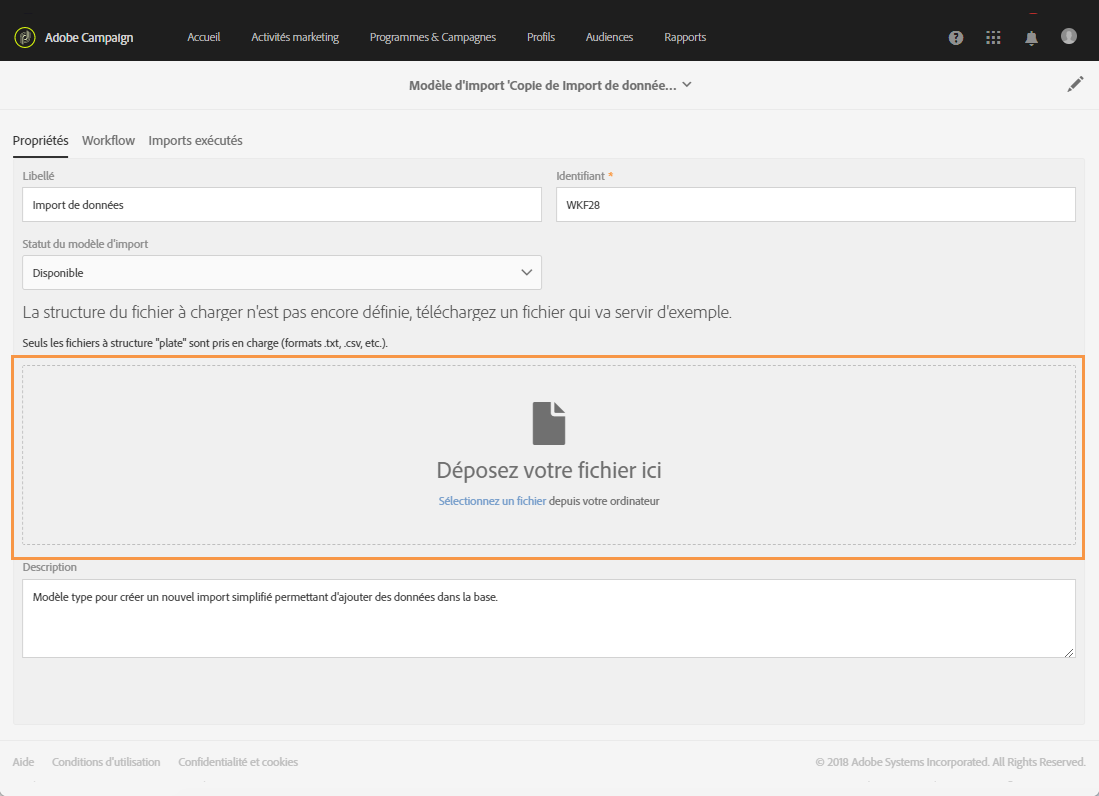 Adobe Campaign Accueil Activités marketing Programmes & Campagnes Profils Audiences Rapports
Modèle d'Import 'Copie de Import de donnée...
Propriétés Workflow Imports exécutés
Libellé Identifiant *
Import de données WKF28
Statut du modèle d'import
Disponible
La structure du fichier à charger n'est pas encore définie, téléchargez un fichier qui va servir d'exemple.
Seuls les fichiers à structure "plate" sont pris en charge (formats .txt, .csv, etc.).
Déposez votre fichier ici
Sélectionnez un fichier depuis votre ordinateur
Description
Modèle type pour créer un nouvel import simplifié permettant d'ajouter des données dans la base.
Aide Conditions d'utilisation Confidentialité et cookies © 2018 Adobe Systems Incorporated. All Rights Reserved.